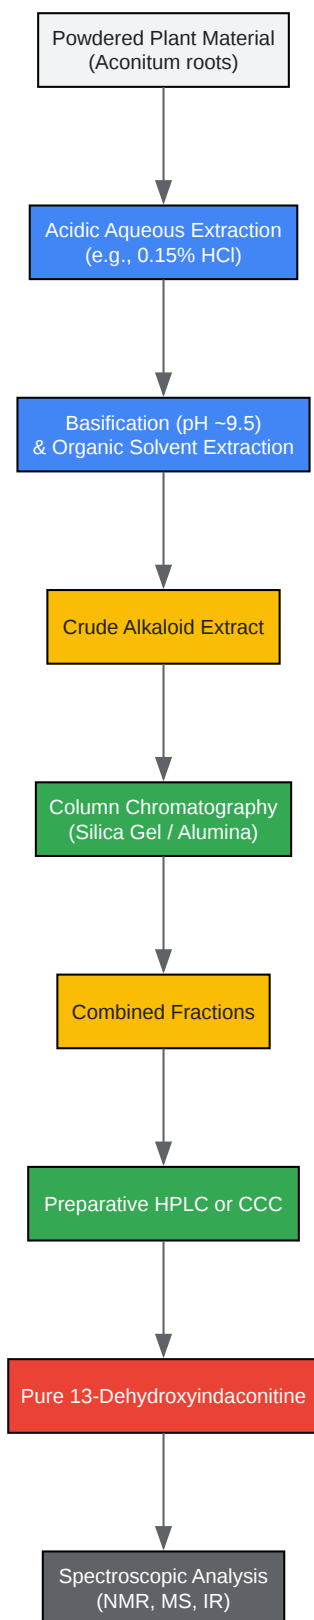 Powdered Plant Material
(Aconitum roots)
Acidic Aqueous Extraction
(e.g., 0.15% HCl)
Basification (pH ~9.5)
& Organic Solvent Extraction
Crude Alkaloid Extract
Column Chromatography
(Silica Gel / Alumina)
Combined Fractions
Preparative HPLC or CCC
Pure 13-Dehydroxyindaconitine
Spectroscopic Analysis
(NMR, MS, IR)